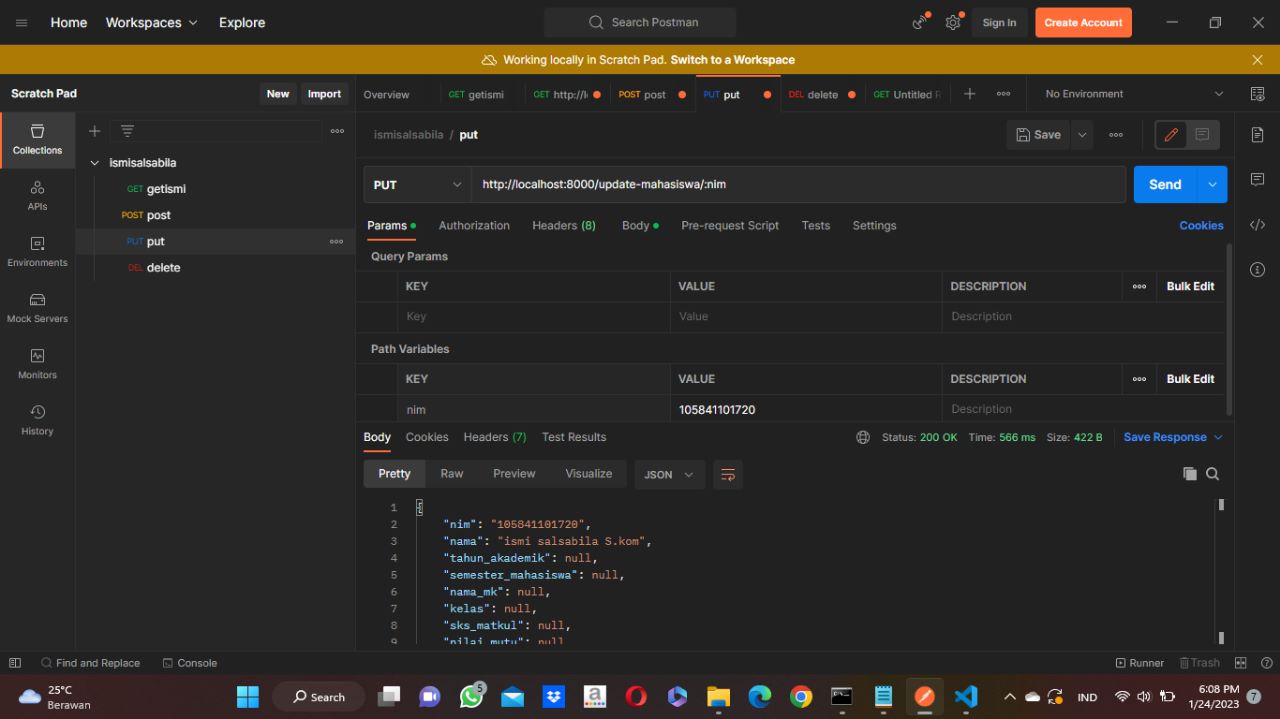 Home Workspaces Explore Search Postman Sign In Create Account
Working locally in Scratch Pad. Switch to a Workspace
Scratch Pad New Import Overview GET getismi GET http://l POST post PUT put DEL delete GET Untitled R No Environment
Collections
APIs
Environments
Mock Servers
Monitors
History
ismisalsabila
GET getismi
POST post
PUT put
DEL delete
ismisalsabila / put Save
PUT http://localhost:8000/update-mahasiswa/:nim Send
Params Authorization Headers (8) Body Pre-request Script Tests Settings Cookies
Query Params
KEY VALUE DESCRIPTION Bulk Edit
Key Value Description
Path Variables
KEY VALUE DESCRIPTION Bulk Edit
nim 105841101720 Description
Body Cookies Headers (7) Test Results Status: 200 OK Time: 566 ms Size: 422 B Save Response
Pretty Raw Preview Visualize JSON
1 {
2 "nim": "105841101720",
3 "nama": "ismi salsabila S.kom",
4 "tahun_akademik": null,
5 "semester_mahasiswa": null,
6 "nama_mk": null,
7 "kelas": null,
8 "sks_matkul": null,
9 "nilai_mutu": null
Find and Replace Console Runner Trash
25°C
Berawan
Search
5
a
IND
6:08 PM
1/24/2023
7